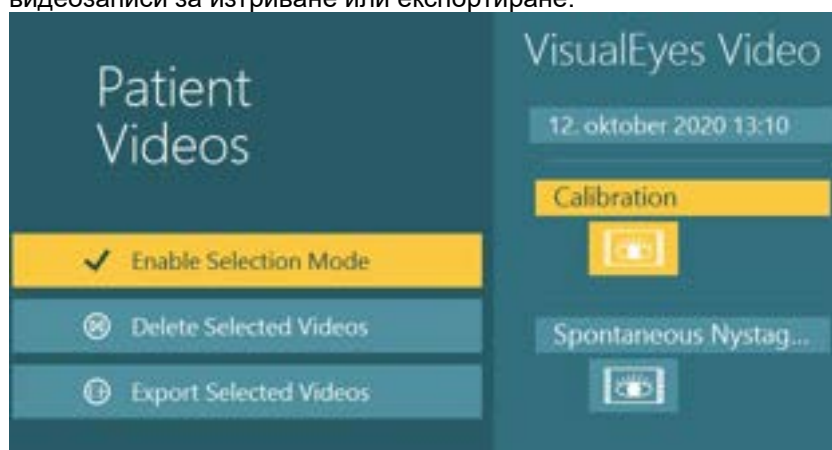 видеозаписи за изтриване или експортиране.
Patient
Videos
Enable Selection Mode
Delete Selected Videos
Export Selected Videos
VisualEyes Video
12. oktober 2020 13:10
Calibration
Spontaneous Nystag...